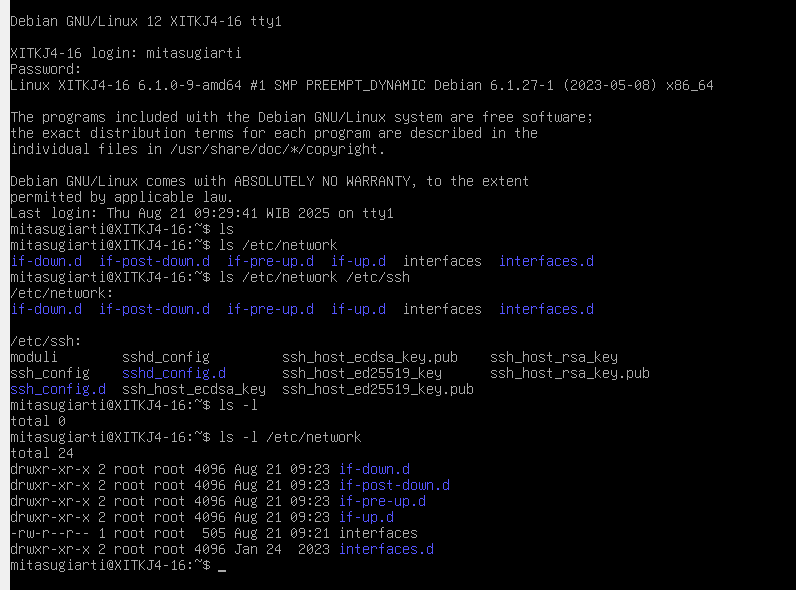 Debian GNU/Linux 12 XITKJ4-16 tty1
XITKJ4-16 login: mitasugiarti
Password:
Linux XITKJ4-16 6.1.0-9-amd64 #1 SMP PREEMPT_DYNAMIC Debian 6.1.27-1 (2023-05-08) x86_64
The programs included with the Debian GNU/Linux system are free software;
the exact distribution terms for each program are described in the
individual files in /usr/share/doc/*/copyright.
Debian GNU/Linux comes with ABSOLUTELY NO WARRANTY, to the extent
permitted by applicable law.
Last login: Thu Aug 21 09:29:41 WIB 2025 on tty1
mitasugiarti@XITKJ4-16:~$ ls
mitasugiarti@XITKJ4-16:~$ ls /etc/network
if-down.d  if-post-down.d  if-pre-up.d  if-up.d  interfaces  interfaces.d
mitasugiarti@XITKJ4-16:~$ ls /etc/network /etc/ssh
/etc/network:
if-down.d  if-post-down.d  if-pre-up.d  if-up.d  interfaces  interfaces.d
/etc/ssh:
moduli        sshd_config         ssh_host_ecdsa_key.pub    ssh_host_rsa_key
ssh_config    sshd_config.d       ssh_host_ed25519_key      ssh_host_rsa_key.pub
ssh_config.d  ssh_host_ecdsa_key  ssh_host_ed25519_key.pub
mitasugiarti@XITKJ4-16:~$ ls -l
total 0
mitasugiarti@XITKJ4-16:~$ ls -l /etc/network
total 24
drwxr-xr-x 2 root root 4096 Aug 21 09:23 if-down.d
drwxr-xr-x 2 root root 4096 Aug 21 09:23 if-post-down.d
drwxr-xr-x 2 root root 4096 Aug 21 09:23 if-pre-up.d
drwxr-xr-x 2 root root 4096 Aug 21 09:23 if-up.d
-rw-r--r-- 1 root root  505 Aug 21 09:21 interfaces
drwxr-xr-x 2 root root 4096 Jan 24  2023 interfaces.d
mitasugiarti@XITKJ4-16:~$ _